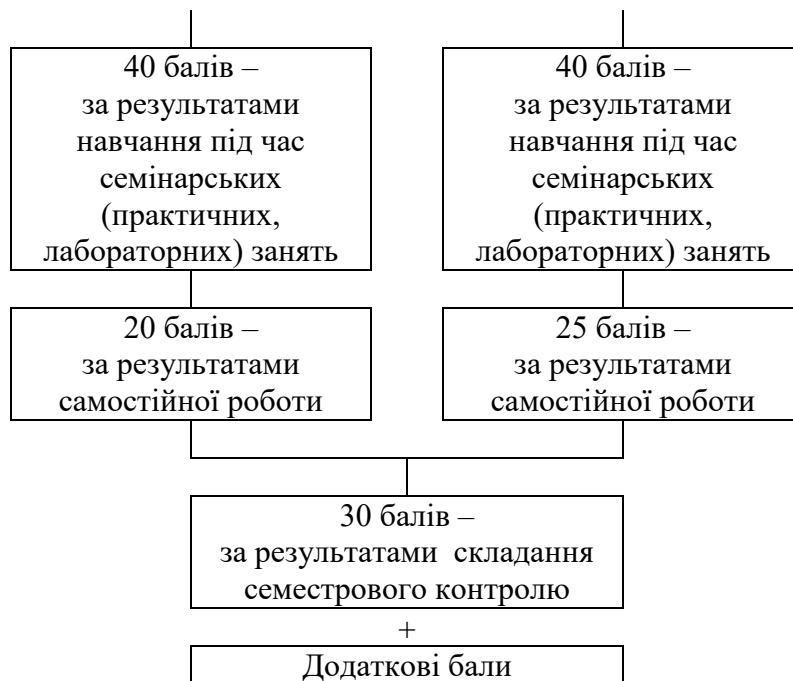 40 балів –
за результатами
навчання під час
семінарських
(практичних,
лабораторних) занять
40 балів –
за результатами
навчання під час
семінарських
(практичних,
лабораторних) занять
20 балів –
за результатами
самостійної роботи
25 балів –
за результатами
самостійної роботи
30 балів –
за результатами складання
семестрового контролю
+
Додаткові бали